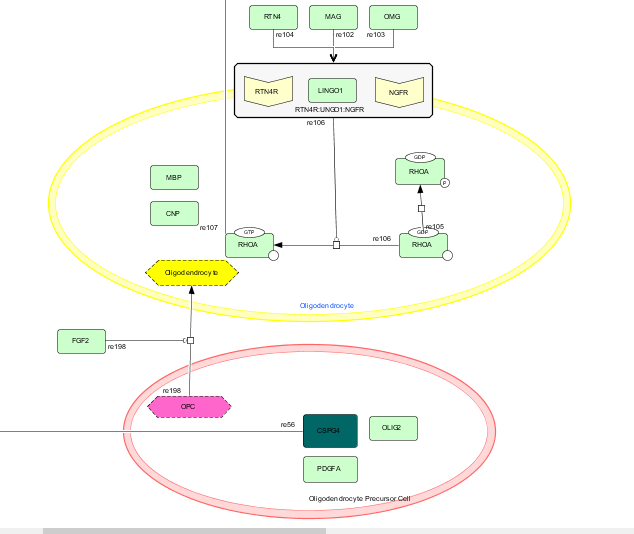 RTN4
MAG
OMG
re104
re102
re103
RTN4R
LINGO1
NGFR
RTN4R:LINGO1:NGFR
re106
GDP
RHOA
P
MBP
CNP
re107
GTP
RHOA
re106
re105
GDP
RHOA
Oligodendrocyte
Oligodendrocyte
FGF2
re198
re198
OPC
re56
CSPG4
OLIG2
PDGFA
Oligodendrocyte Precursor Cell